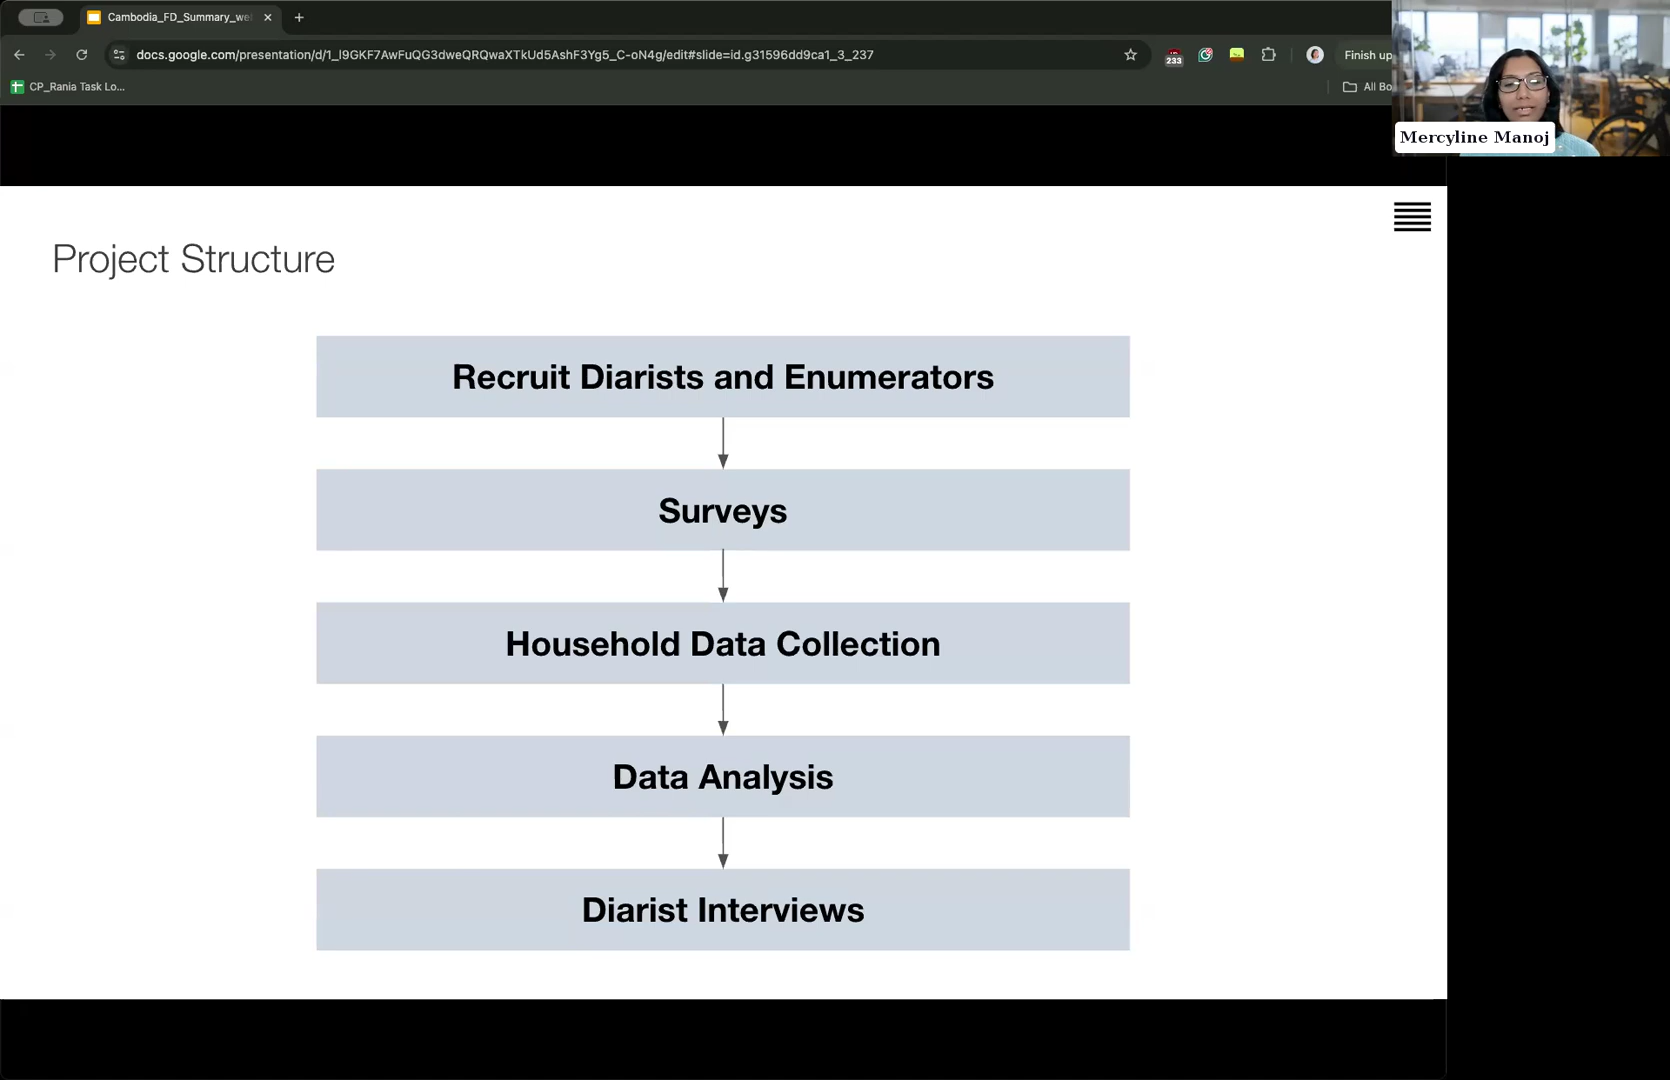 Cambodia_FD_Summary_we
docs.google.com/presentation/d/1_l9GKF7AwFuQG3dweQRQwaXTkUd5AshF3Yg5_C-oN4g/edit#slide=id.g31596dd9ca1_3_237
233
Finish up
CP_Rania Task Lo...
All Bo
Mercyline Manoj
Project Structure
Recruit Diarists and Enumerators
Surveys
Household Data Collection
Data Analysis
Diarist Interviews